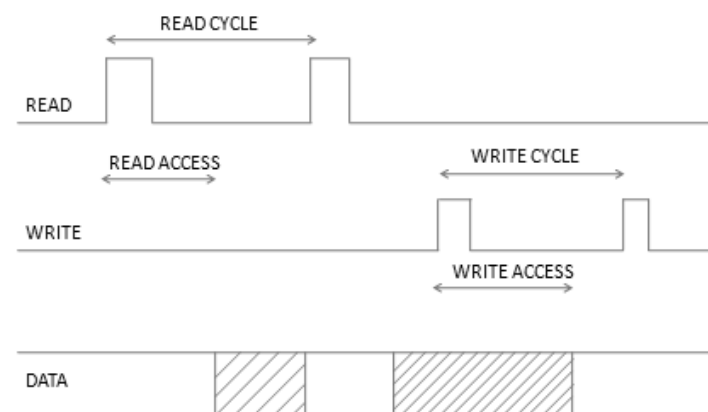 READ CYCLE
READ
READ ACCESS
WRITE CYCLE
WRITE
WRITE ACCESS
DATA